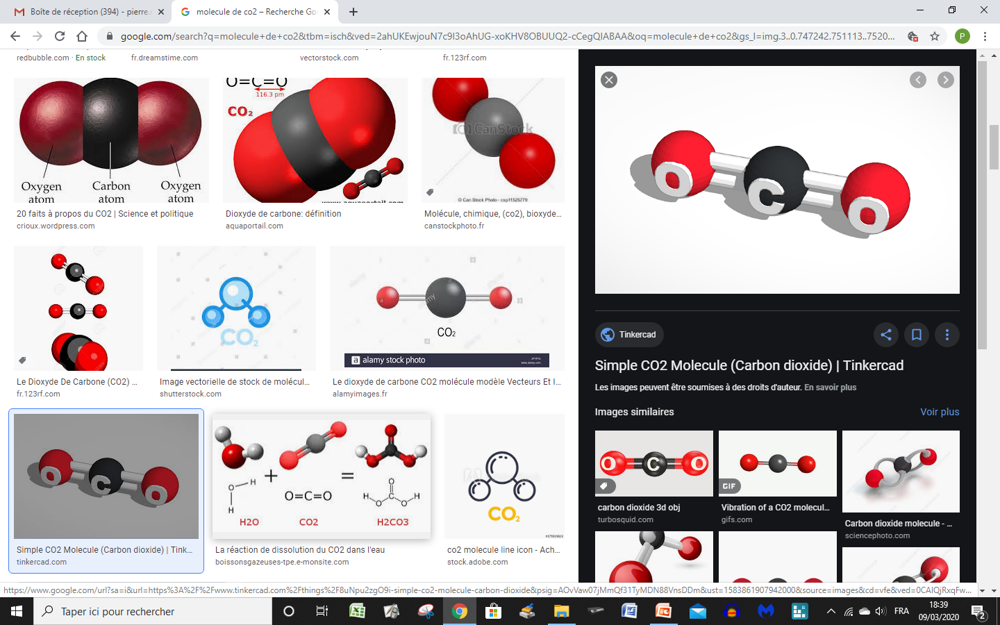 Boîte de réception (394) - pierre.
molecule de co2 – Recherche Go
google.com/search?q=molecule+de+co2&tbm=isch&ved=2ahUKEwjouN7c9I3oAhUG-xoKHV8OBUUQ2-cCegQIABAA&oq=molecule+de+co2&gs_l=img.3..0.747242.751113..7520...
P
redbubble.com · En stock
fr.dreamstime.com
vectorstock.com
fr.123rf.com
Oxygen atom
Carbon atom
Oxygen atom
O=C=O
116.3 pm
CO₂
www.aquaportail.com
CanStock
© Can Stock Photo - csp11525779
20 faits à propos du CO2 | Science et politique
crioux.wordpress.com
Dioxyde de carbone: définition
aquaportail.com
Molécule, chimique, (co2), bioxyde...
canstockphoto.fr
CO₂
CO₂
alamy
a alamy stock photo
www.alamy.com
Le Dioxyde De Carbone (CO2) ...
fr.123rf.com
Image vectorielle de stock de molécul...
shutterstock.com
Le dioxyde de carbone CO2 molécule modèle Vecteurs Et I...
alamyimages.fr
O C O
H
O
H
+
O=C=O
=
O
C
H O O H
H2O
CO2
H2CO3
CO₂
Simple CO2 Molecule (Carbon dioxide) | Tink...
tinkercad.com
La réaction de dissolution du CO2 dans l'eau
boissonsgazeuses-tpe.e-monsite.com
co2 molecule line icon - Ach...
stock.adobe.com
O C O
Tinkercad
Simple CO2 Molecule (Carbon dioxide) | Tinkercad
Les images peuvent être soumises à des droits d'auteur. En savoir plus
Images similaires
Voir plus
O C O
GIF
carbon dioxide 3d obj
turbosquid.com
Vibration of a CO2 molecul...
gifs.com
Carbon dioxide molecule - ...
sciencephoto.com
https://www.google.com/url?sa=i&url=https%3A%2F%2Fwww.tinkercad.com%2Fthings%2F8uNpu2zgO9i-simple-co2-molecule-carbon-dioxide&psig=AOvVaw07jMmQf31TyMDN88VnsDDm&ust=1583861907942000&source=images&cd=vfe&ved=0CAIQjRxqFw...
Taper ici pour rechercher
FRA
18:39
09/03/2020
2